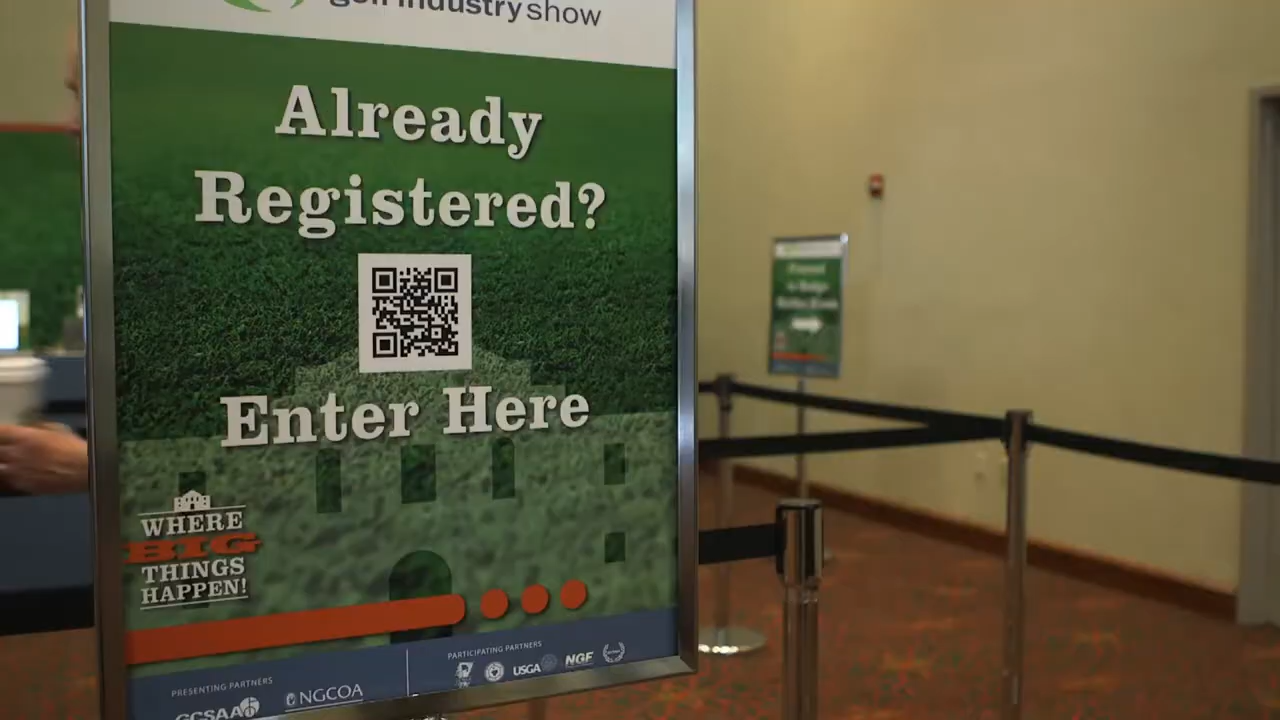 golf industry show
Already
Registered?
Enter Here
WHERE
BIG
THINGS
HAPPEN!
PRESENTING PARTNERS
GCSAA
NGCOA
PARTICIPATING PARTNERS
USGA
NGF